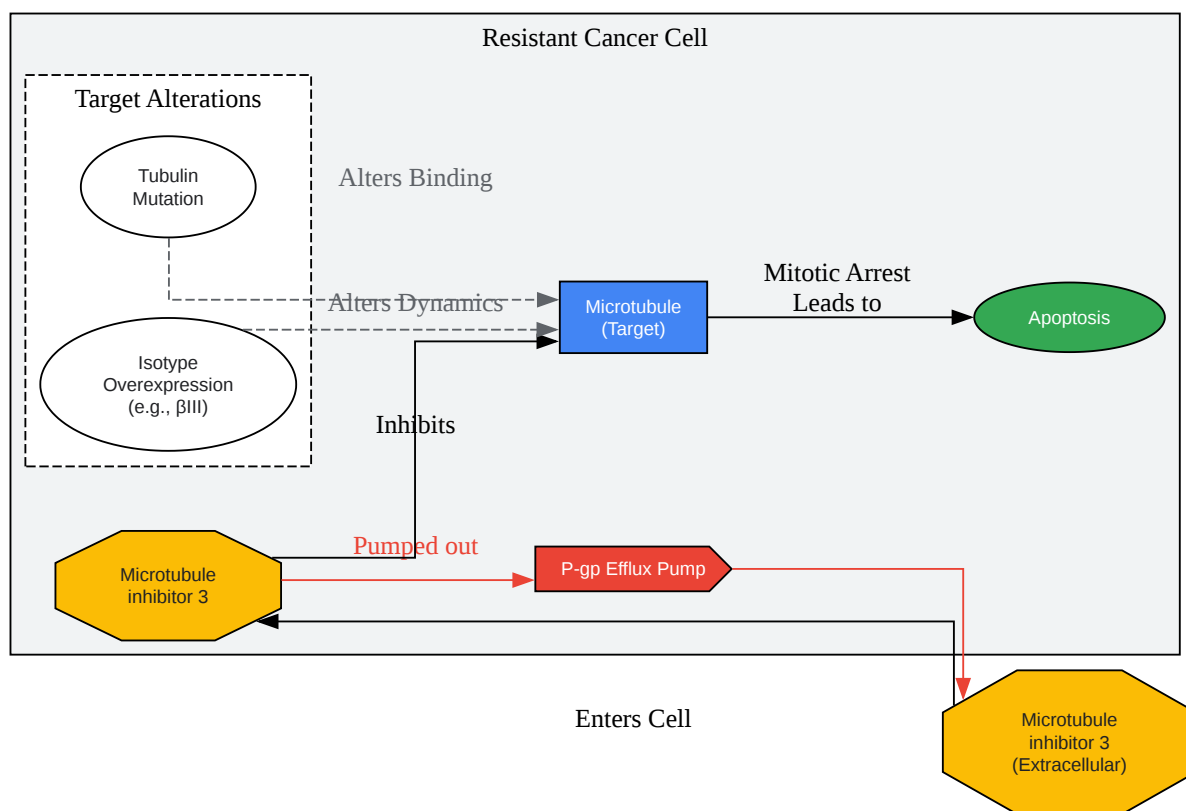 Resistant Cancer Cell
Target Alterations
Tubulin
Mutation
Alters Binding
Alters Dynamics
Isotype
Overexpression
(e.g., βIII)
Microtubule
(Target)
Mitotic Arrest
Leads to
Apoptosis
Inhibits
Microtubule
inhibitor 3
Pumped out
P-gp Efflux Pump
Enters Cell
Microtubule
inhibitor 3
(Extracellular)